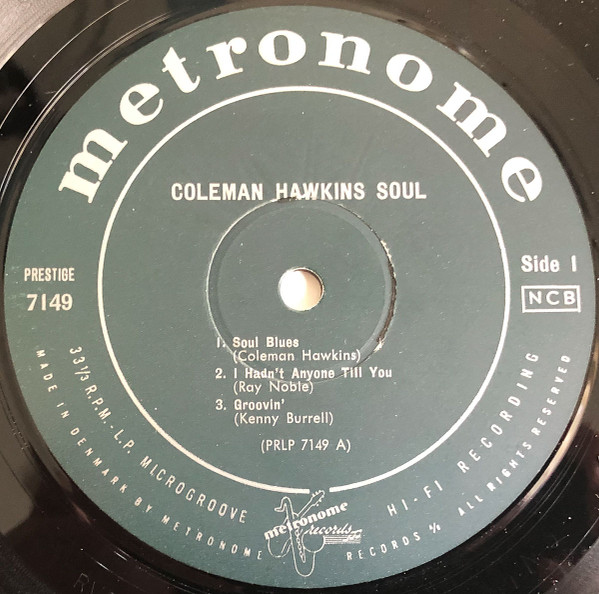 metronome
COLEMAN HAWKINS SOUL
PRESTIGE
7149
Side 1
NCB
1. Soul Blues
(Coleman Hawkins)
2. I Hadn't Anyone Till You
(Ray Noble)
3. Groovin'
(Kenny Burrell)
(PRLP 7149 A)
33⅓ R.P.M. - L.P. MICROGROOVE
HI-FI RECORDING
MADE IN DENMARK BY METRONOME RECORDS A/S ALL RIGHTS RESERVED
metronome
records